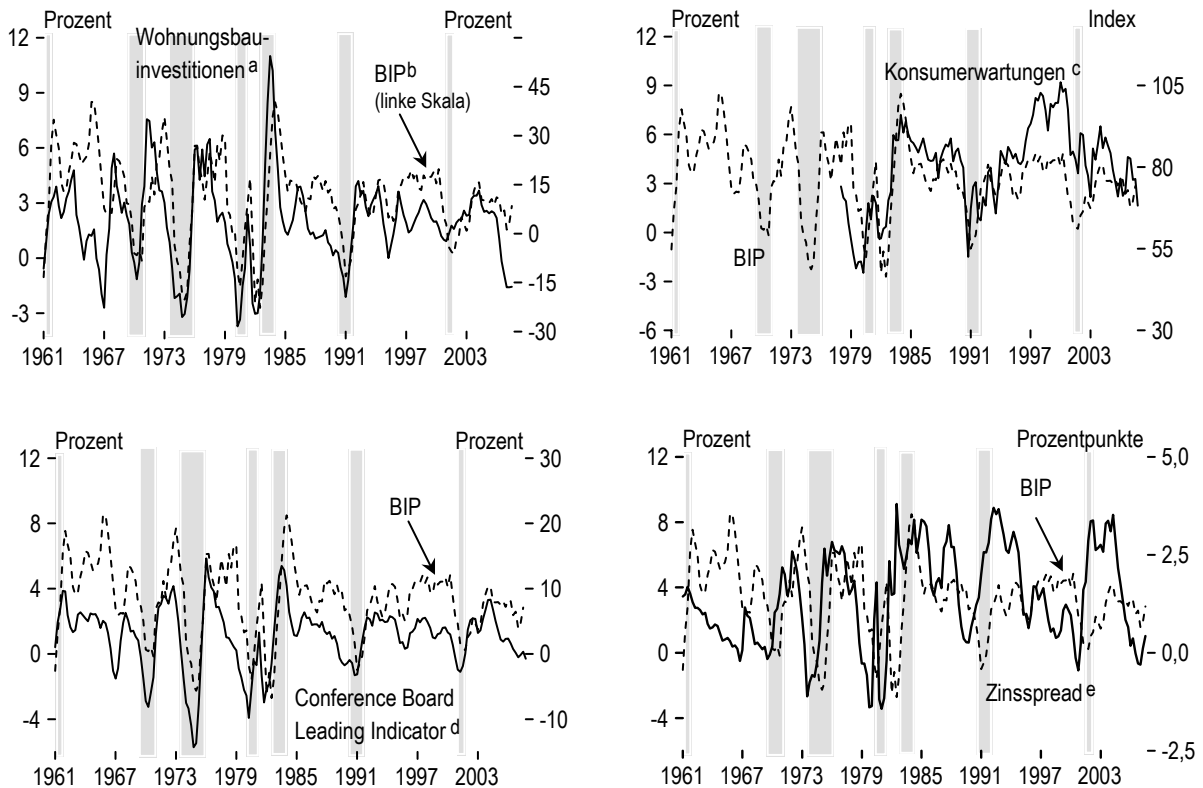 Prozent
Prozent
12
9
6
3
0
-3
Wohnungsbau-
investitionen a
BIP b
(linke Skala)
45
30
15
0
-15
-30
1961 1967 1973 1979 1985 1991 1997 2003
Prozent
Index
12
9
6
3
0
-3
-6
Konsumerwartungen c
BIP
105
80
55
30
1961 1967 1973 1979 1985 1991 1997 2003
Prozent
Prozent
12
8
4
0
-4
BIP
Conference Board
Leading Indicator d
30
20
10
0
-10
1961 1967 1973 1979 1985 1991 1997 2003
Prozent
Prozentpunkte
12
8
4
0
-4
BIP
Zinsspread e
5,0
2,5
0,0
-2,5
1961 1967 1973 1979 1985 1991 1997 2003